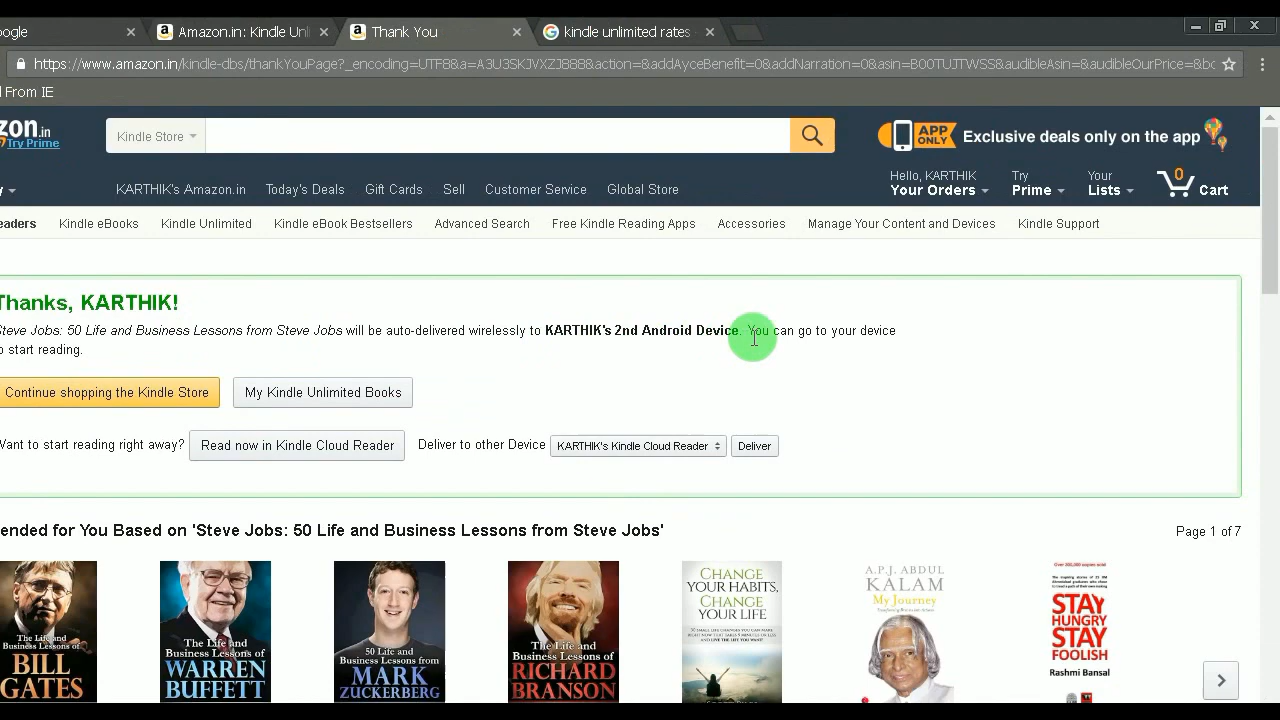 ogle
Amazon.in: Kindle Unl
Thank You
kindle unlimited rates
https://www.amazon.in/kindle-dbs/thankYouPage?_encoding=UTF8&a=A3U3SKJVXZJB88&action=&addAyceBenefit=0&addNarration=0&asin=B00TUJTWSS&audibleAsin=&audibleOurPrice=&bo
From IE
zon.in
Try Prime
Kindle Store
APP ONLY
Exclusive deals only on the app
KARTHIK's Amazon.in
Today's Deals
Gift Cards
Sell
Customer Service
Global Store
Hello, KARTHIK
Your Orders
Try
Prime
Your
Lists
0
Cart
eaders
Kindle eBooks
Kindle Unlimited
Kindle eBook Bestsellers
Advanced Search
Free Kindle Reading Apps
Accessories
Manage Your Content and Devices
Kindle Support
Thanks, KARTHIK!
Steve Jobs: 50 Life and Business Lessons from Steve Jobs will be auto-delivered wirelessly to KARTHIK's 2nd Android Device. You can go to your device
o start reading.
Continue shopping the Kindle Store
My Kindle Unlimited Books
Want to start reading right away?
Read now in Kindle Cloud Reader
Deliver to other Device
KARTHIK's Kindle Cloud Reader
Deliver
ended for You Based on 'Steve Jobs: 50 Life and Business Lessons from Steve Jobs'
Page 1 of 7
The Life and
Business Lessons of
BILL
GATES
The Life and
Business Lessons of
WARREN
BUFFETT
50 Life and
Business Lessons from
MARK
ZUCKERBERG
The Life and
Business Lessons of
RICHARD
BRANSON
CHANGE
YOUR HABITS,
CHANGE
YOUR LIFE
A.P.J. ABDUL
KALAM
My Journey
STAY
HUNGRY
STAY
FOOLISH
Rashmi Bansal